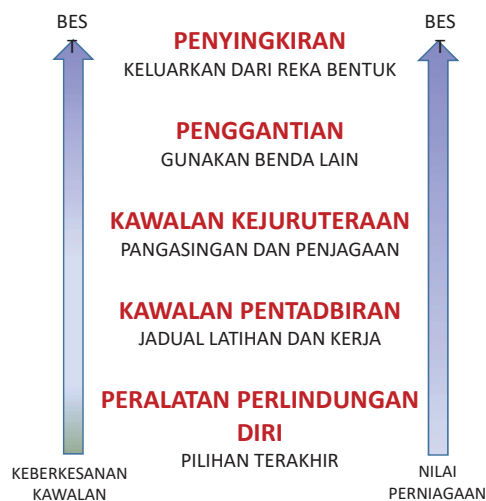 BES
T
BES
T
PENYINGKIRAN
KELUARKAN DARI REKA BENTUK
PENGGANTIAN
GUNAKAN BENDA LAIN
KAWALAN KEJURUTERAAN
PANGASINGAN DAN PENJAGAAN
KAWALAN PENTADBIRAN
JADUAL LATIHAN DAN KERJA
PERALATAN PERLINDUNGAN
DIRI
PILIHAN TERAKHIR
KEBERKESANAN
KAWALAN
NILAI
PERNIAGAAN